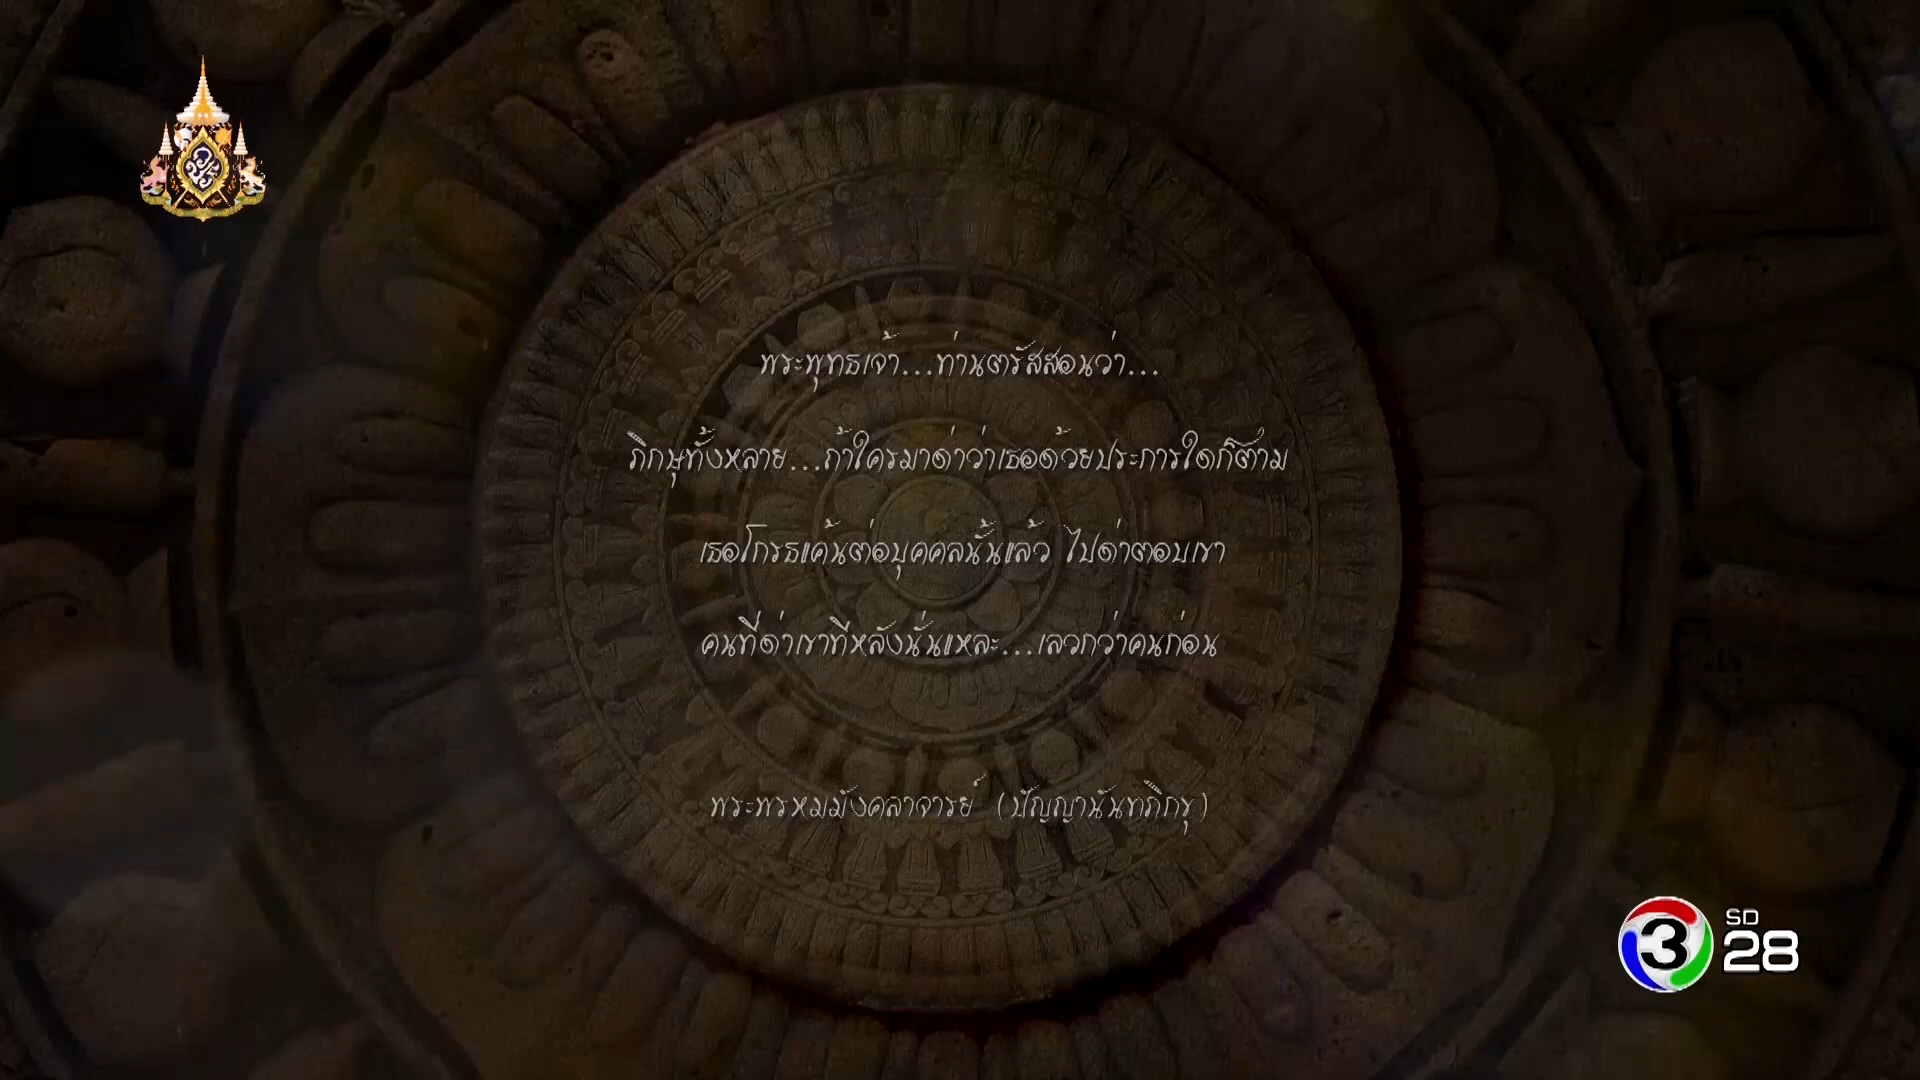 พระพุทธเจ้า...ท่านตรัสสอนว่า...
ภิกษุทั้งหลาย...ถ้าใครมาด่าว่าเธอด้วยประการใดก็ตาม
เธอโกรธแค้นต่อบุคคลนั้นแล้ว ไปด่าตอบเขา
คนที่ด่าเขาทีหลังนั่นแหละ...เลวกว่าคนก่อน
พระพรหมมังคลาจารย์ (ปัญญานันทภิกขุ)
3 SD 28